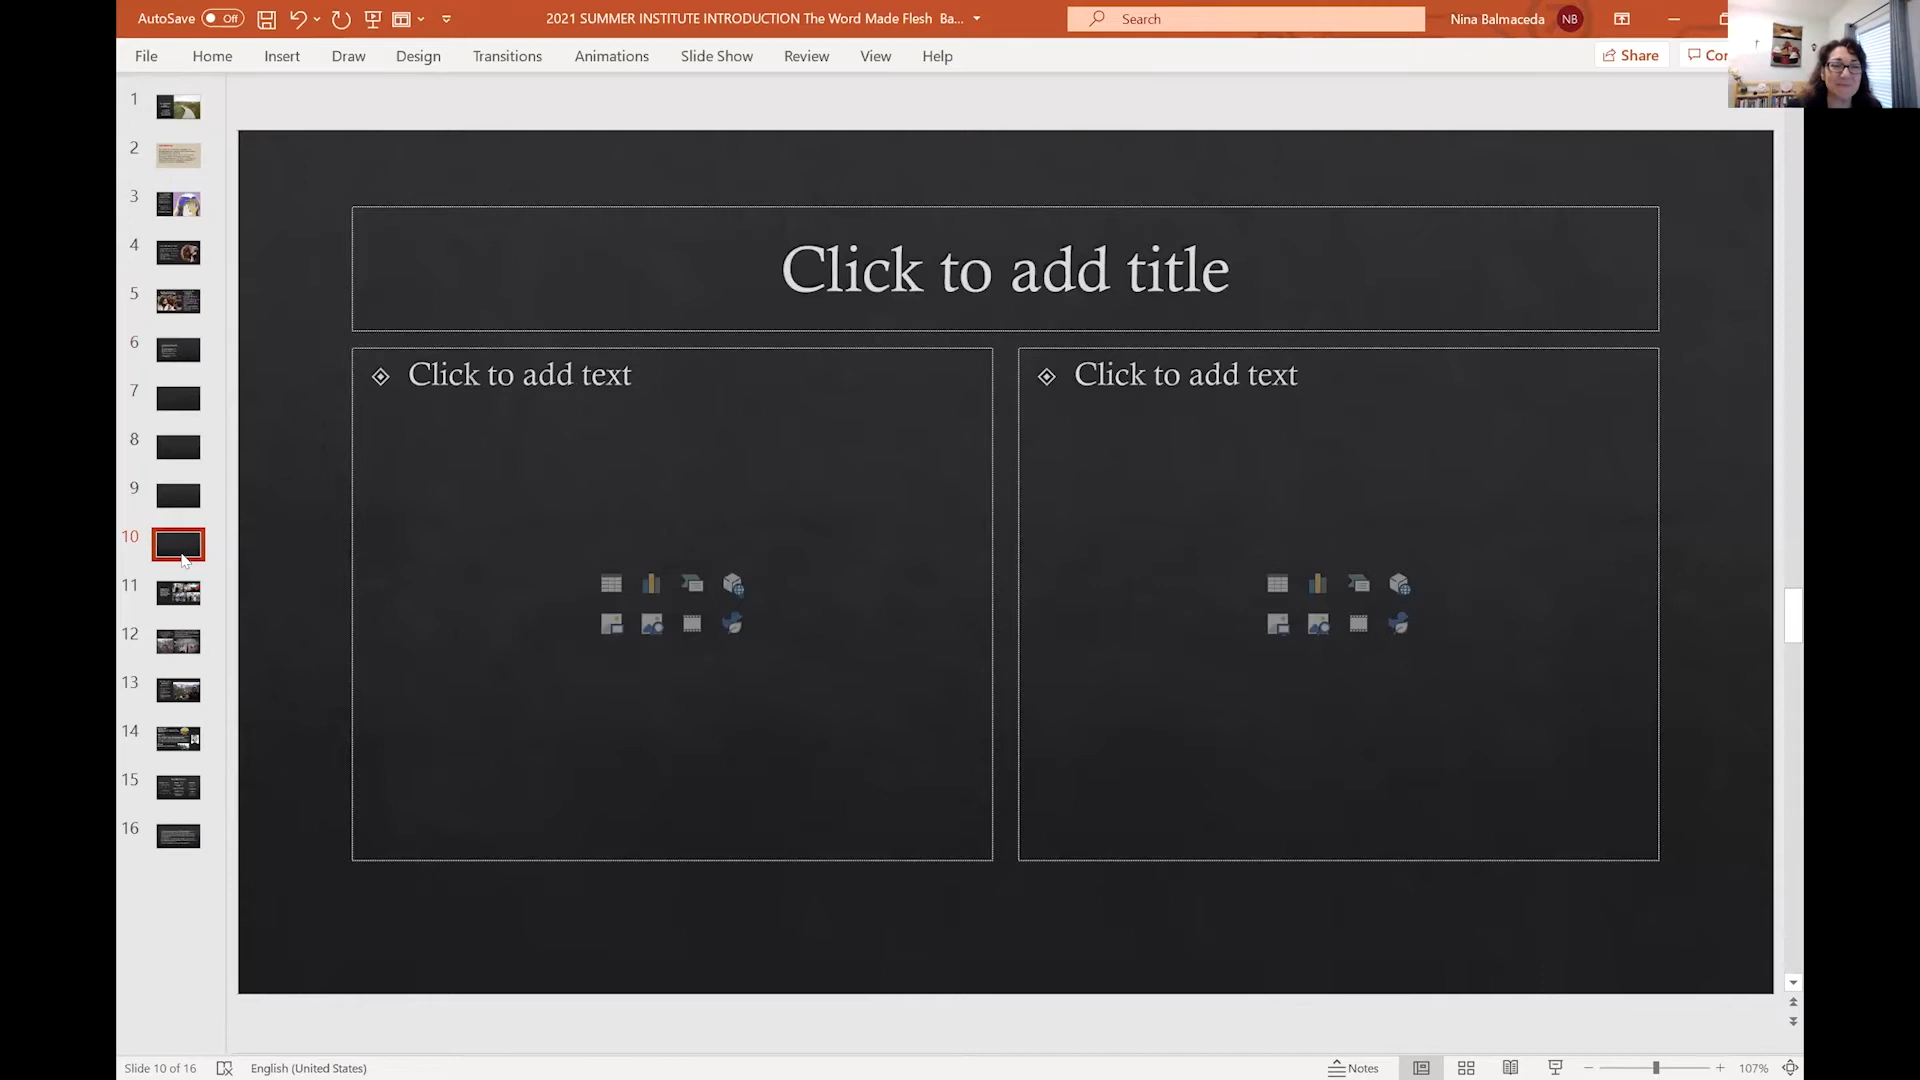 AutoSave Off
2021 SUMMER INSTITUTE INTRODUCTION The Word Made Flesh Ba...
Search
Nina Balmaceda NB
File Home Insert Draw Design Transitions Animations Slide Show Review View Help
Share
Click to add title
Click to add text
Click to add text
1
2
3
4
5
6
7
8
9
10
11
12
13
14
15
16
Slide 10 of 16
English (United States)
Notes
107%